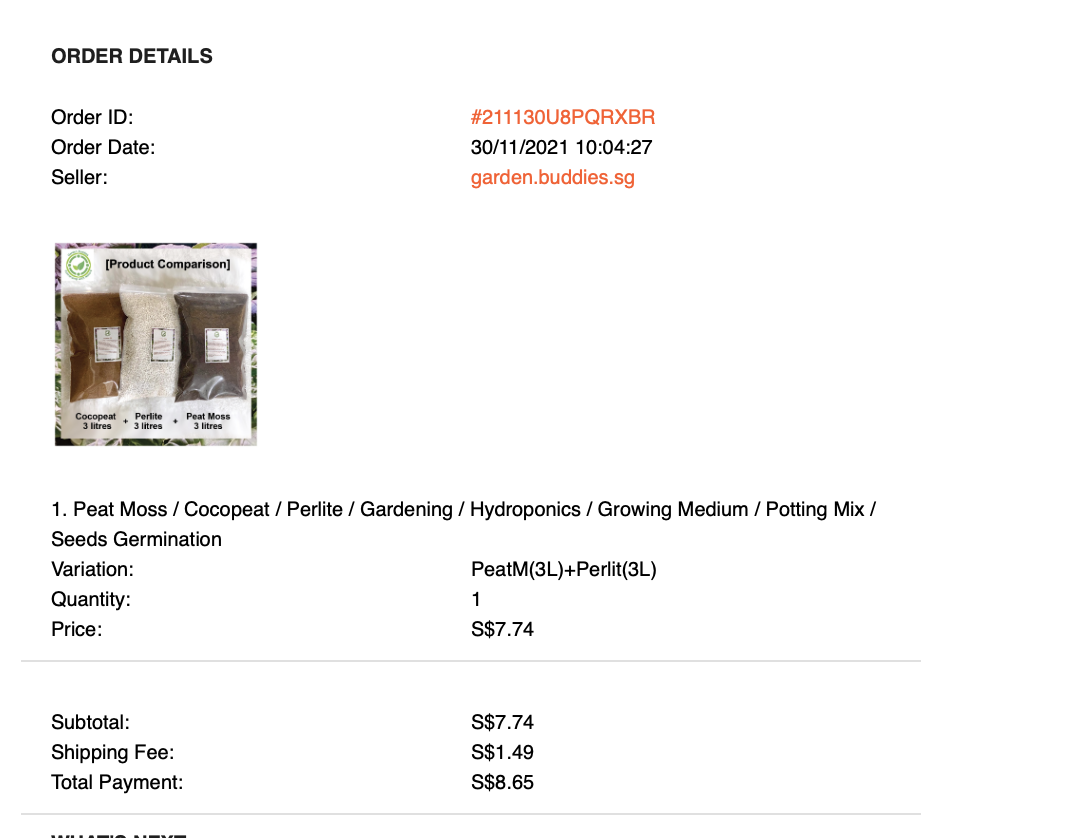 ORDER DETAILS
Order ID: #211130U8PQRXBR
Order Date: 30/11/2021 10:04:27
Seller: garden.buddies.sg
[Product Comparison]
Cocopeat + Perlite + Peat Moss
3 litres 3 litres 3 litres
1. Peat Moss / Cocopeat / Perlite / Gardening / Hydroponics / Growing Medium / Potting Mix /
Seeds Germination
Variation: PeatM(3L)+Perlit(3L)
Quantity: 1
Price: S$7.74
Subtotal: S$7.74
Shipping Fee: S$1.49
Total Payment: S$8.65
WHAT'S NEXT